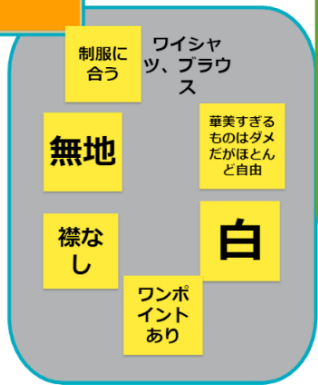 制服に
合う
ワイシャ
ツ、ブラウ
ス
無地
華美すぎる
ものはダメ
だがほとん
ど自由
襟な
し
白
ワンポ
イント
あり